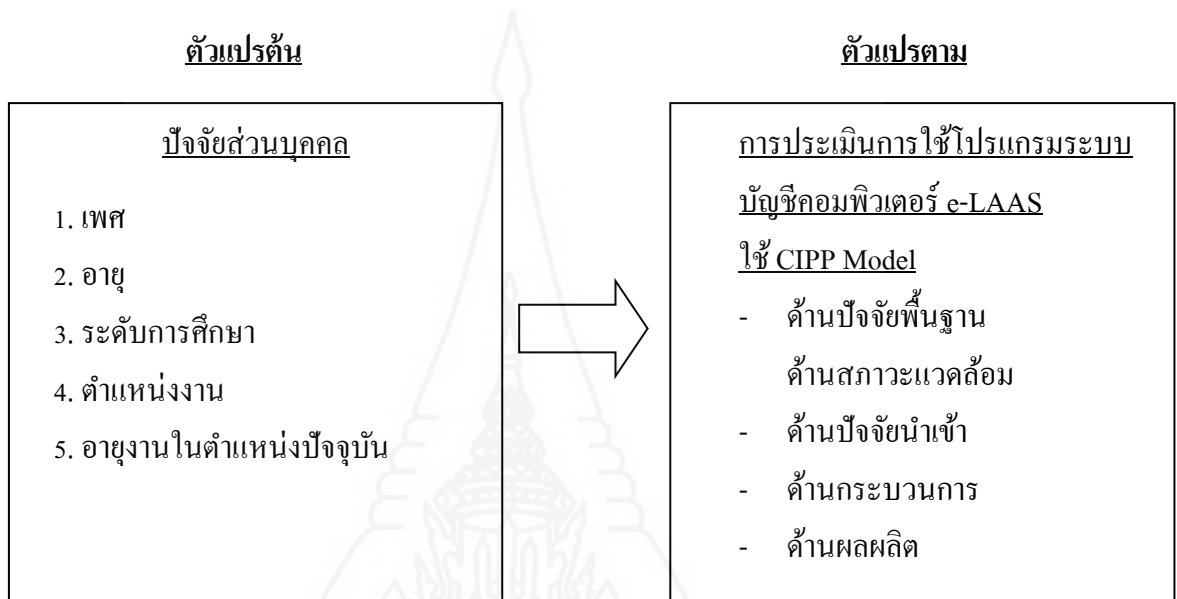 ตัวแปรต้น
ปัจจัยส่วนบุคคล
1. เพศ
2. อายุ
3. ระดับการศึกษา
4. ตำแหน่งงาน
5. อายุงานในตำแหน่งปัจจุบัน
ตัวแปรตาม
การประเมินการใช้โปรแกรมระบบ
บัญชีคอมพิวเตอร์ e-LAAS
ใช้ CIPP Model
- ด้านปัจจัยพื้นฐาน
ด้านสภาวะแวดล้อม
- ด้านปัจจัยนำเข้า
- ด้านกระบวนการ
- ด้านผลผลิต